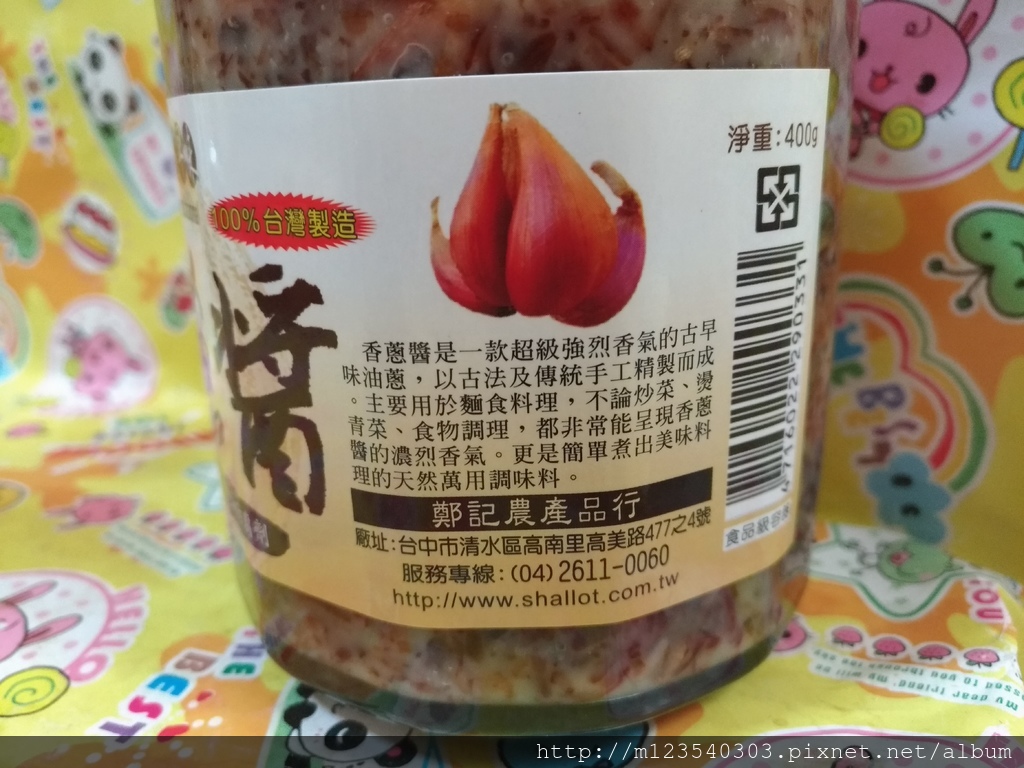 淨重:400g
100%台灣製造
醬
香蔥醬是一款超級強烈香氣的古早
味油蔥，以古法及傳統手工精製而成
。主要用於麵食料理，不論炒菜、燙
青菜、食物調理，都非常能呈現香蔥
醬的濃烈香氣。更是簡單煮出美味料
理的天然萬用調味料。
鄭記農產品行
廠址:台中市清水區高南里高美路477之4號
服務專線:(04)2611-0060
http://www.shallot.com.tw
4716022290331
食品級容
HELLO
THE
BEST
http://m123540303.pixnet.net/album